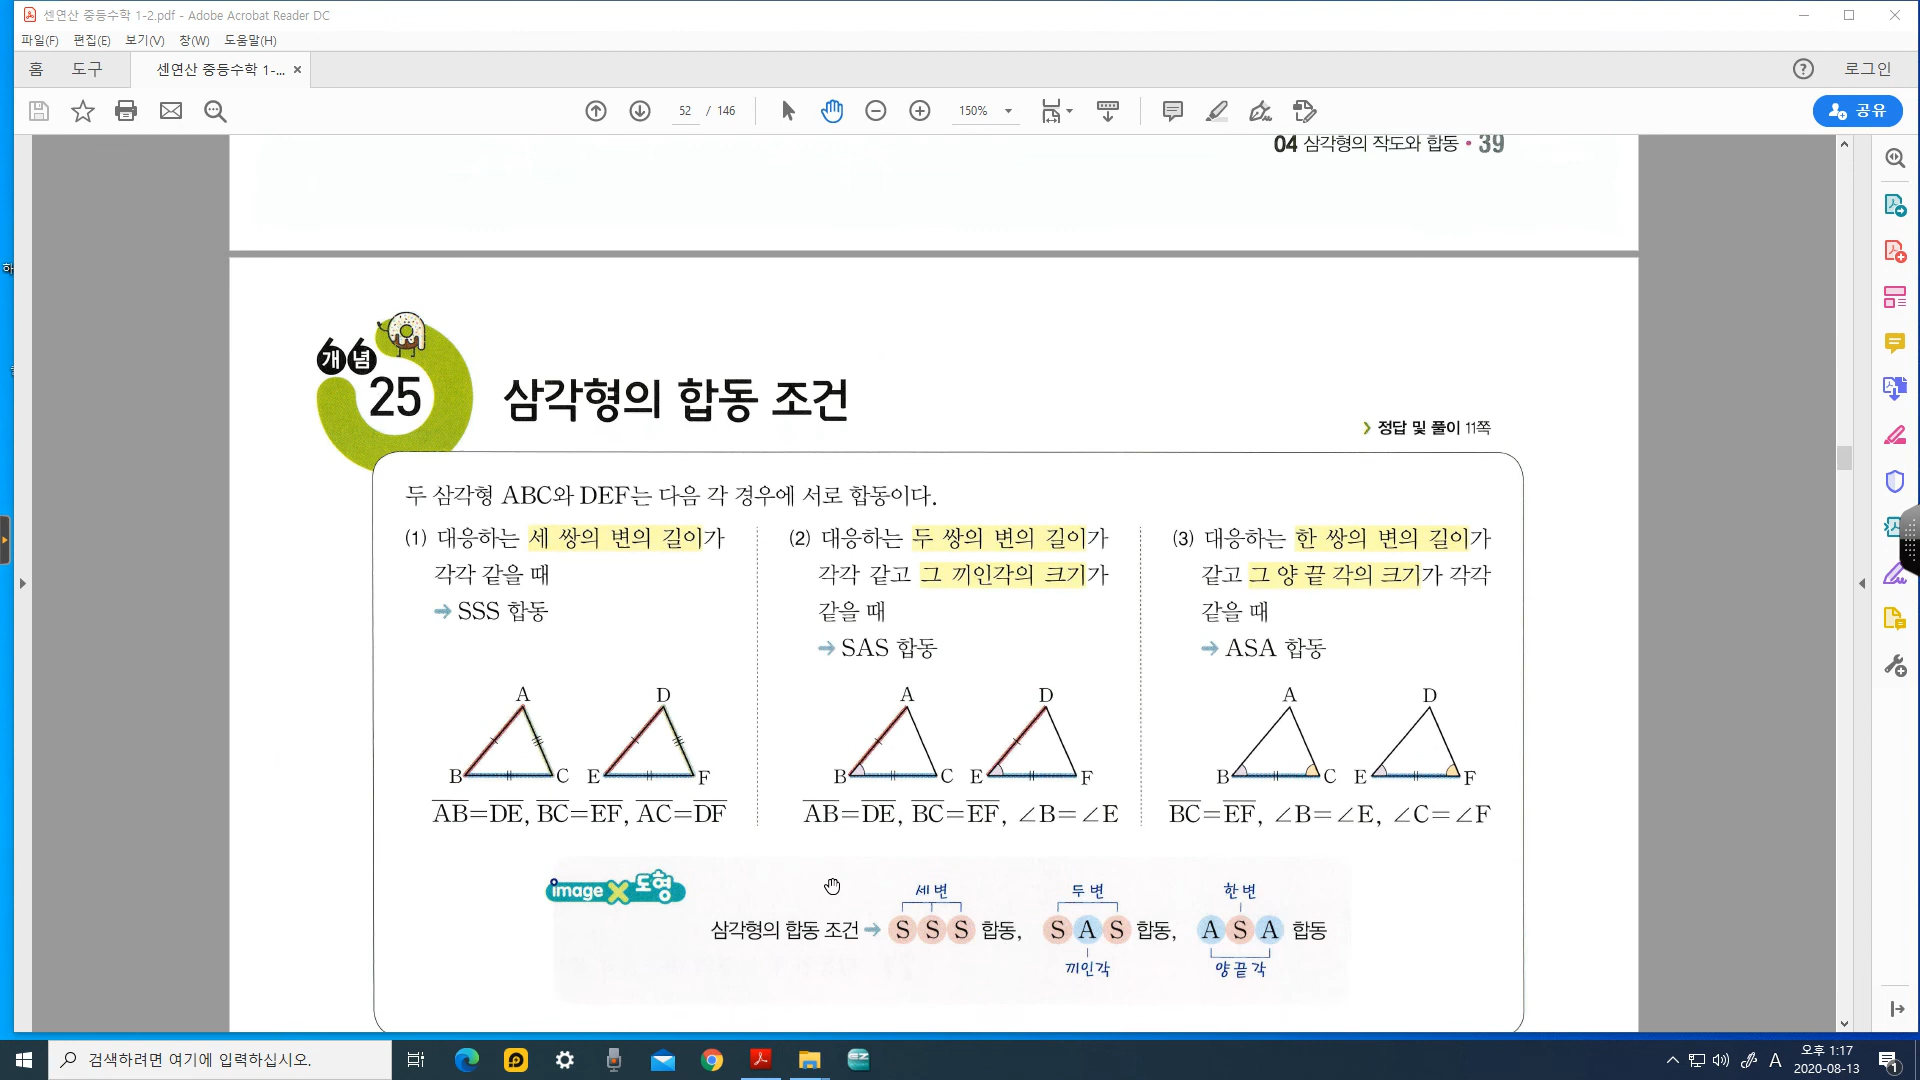 센연산 중등수학 1-2.pdf - Adobe Acrobat Reader DC
파일(F) 편집(E) 보기(V) 창(W) 도움말(H)
홈 도구 센연산 중등수학 1-... × 로그인
52 / 146 150% 공유
04 삼각형의 작도와 합동 • 39
개념
25
삼각형의 합동 조건
정답 및 풀이 11쪽
두 삼각형 ABC와 DEF는 다음 각 경우에 서로 합동이다.
(1) 대응하는 세 쌍의 변의 길이가
각각 같을 때
➔ SSS 합동
A D
B C E F
A̅B̅=D̅E̅, B̅C̅=E̅F̅, A̅C̅=D̅F̅
(2) 대응하는 두 쌍의 변의 길이가
각각 같고 그 끼인각의 크기가
같을 때
➔ SAS 합동
A D
B C E F
A̅B̅=D̅E̅, B̅C̅=E̅F̅, ∠B=∠E
(3) 대응하는 한 쌍의 변의 길이가
같고 그 양 끝 각의 크기가 각각
같을 때
➔ ASA 합동
A D
B C E F
B̅C̅=E̅F̅, ∠B=∠E, ∠C=∠F
image X 도형
세 변 두 변 한 변
삼각형의 합동 조건 ➔ S S S 합동, S A S 합동, A S A 합동
끼인각 양 끝 각
검색하려면 여기에 입력하십시오.
A 오후 1:17
2020-08-13 1